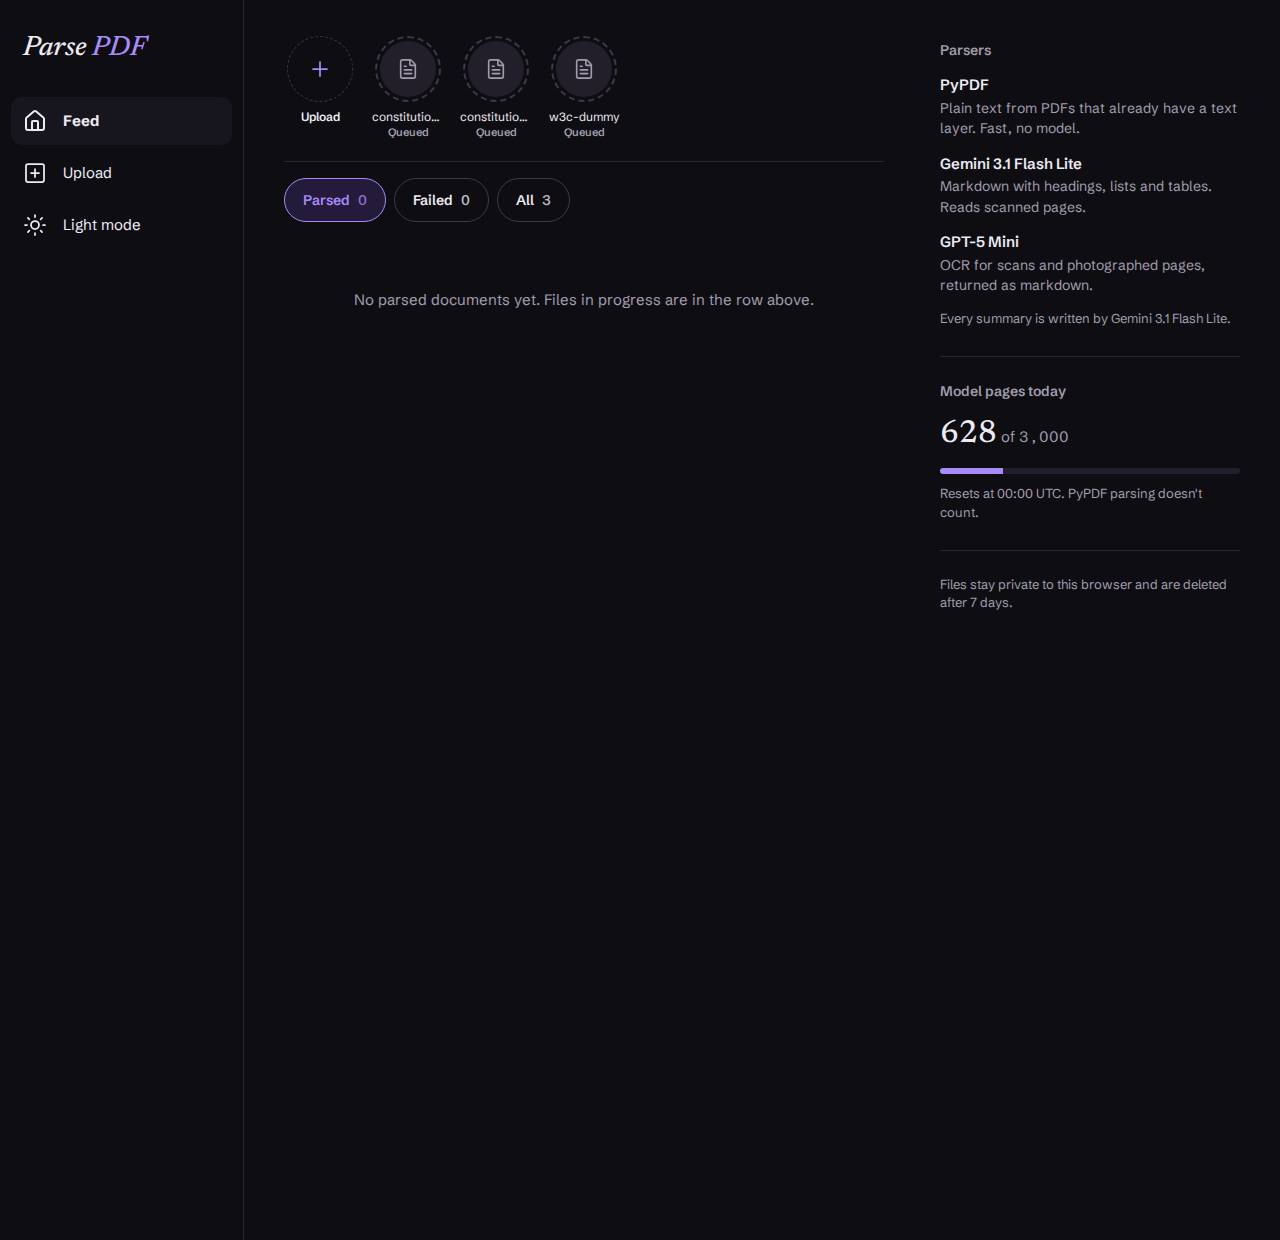 Parse PDF
Feed
Upload
Light mode
Upload
constitutio...
Queued
constitutio...
Queued
w3c-dummy
Queued
Parsed 0
Failed 0
All 3
No parsed documents yet. Files in progress are in the row above.
Parsers
PyPDF
Plain text from PDFs that already have a text
layer. Fast, no model.
Gemini 3.1 Flash Lite
Markdown with headings, lists and tables.
Reads scanned pages.
GPT-5 Mini
OCR for scans and photographed pages,
returned as markdown.
Every summary is written by Gemini 3.1 Flash Lite.
Model pages today
628 of 3,000
Resets at 00:00 UTC. PyPDF parsing doesn't
count.
Files stay private to this browser and are deleted
after 7 days.